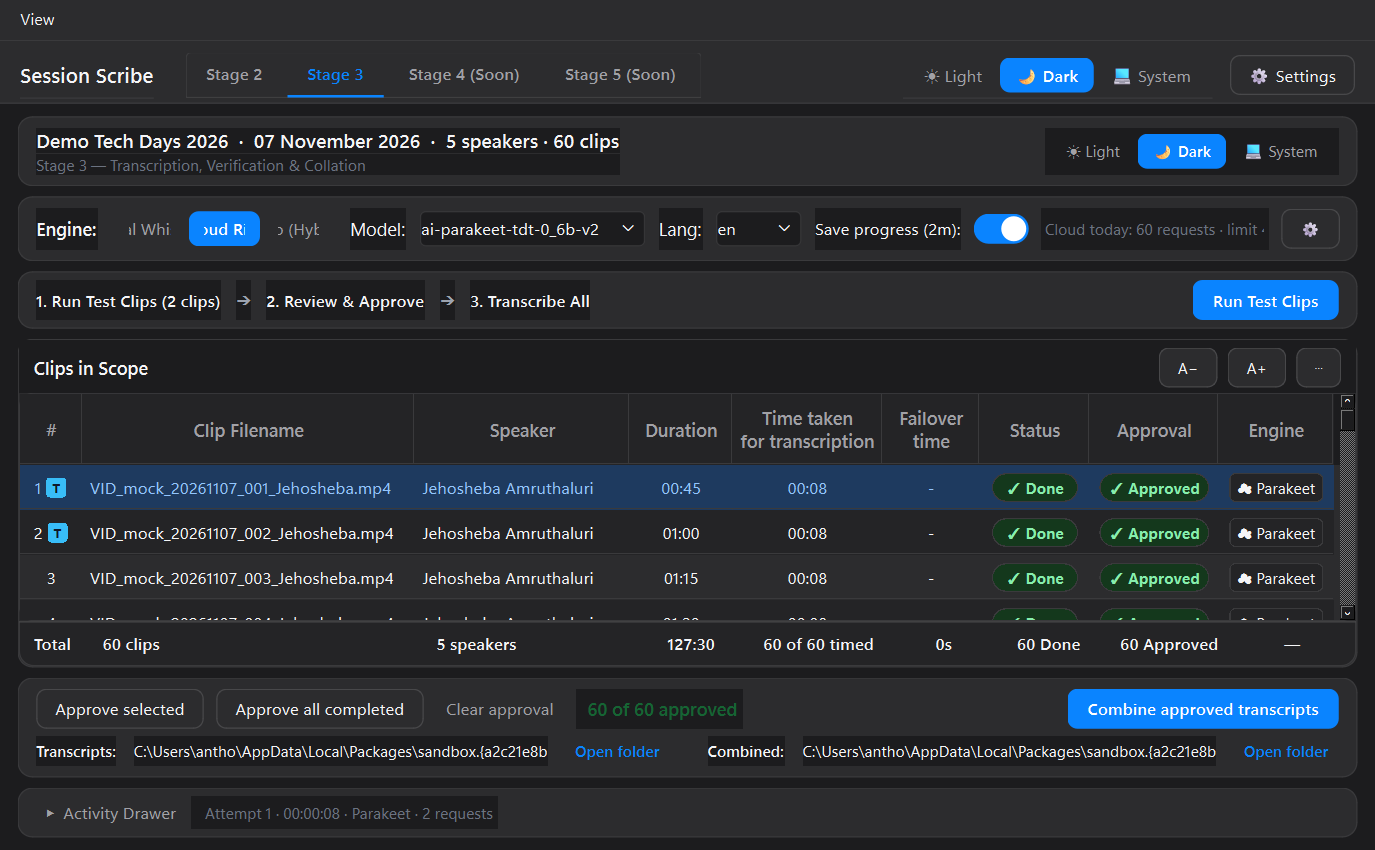 View
Session Scribe Stage 2 Stage 3 Stage 4 (Soon) Stage 5 (Soon) Light Dark System Settings
Demo Tech Days 2026 · 07 November 2026 · 5 speakers · 60 clips
Stage 3 — Transcription, Verification & Collation
Light Dark System
Engine: Model: ai-parakeet-tdt-0_6b-v2 Lang: en Save progress (2m): Cloud today: 60 requests · limit
1. Run Test Clips (2 clips) → 2. Review & Approve → 3. Transcribe All Run Test Clips
Clips in Scope A− A+ ...
# Clip Filename Speaker Duration Time taken for transcription Failover time Status Approval Engine
1 T VID_mock_20261107_001_Jehosheba.mp4 Jehosheba Amruthaluri 00:45 00:08 - ✓ Done ✓ Approved Parakeet
2 T VID_mock_20261107_002_Jehosheba.mp4 Jehosheba Amruthaluri 01:00 00:08 - ✓ Done ✓ Approved Parakeet
3 VID_mock_20261107_003_Jehosheba.mp4 Jehosheba Amruthaluri 01:15 00:08 - ✓ Done ✓ Approved Parakeet
Total 60 clips 5 speakers 127:30 60 of 60 timed 0s 60 Done 60 Approved —
Approve selected Approve all completed Clear approval 60 of 60 approved Combine approved transcripts
Transcripts: C:\Users\antho\AppData\Local\Packages\sandbox.{a2c21e8b Open folder Combined: C:\Users\antho\AppData\Local\Packages\sandbox.{a2c21e8b Open folder
▸ Activity Drawer Attempt 1 · 00:00:08 · Parakeet · 2 requests